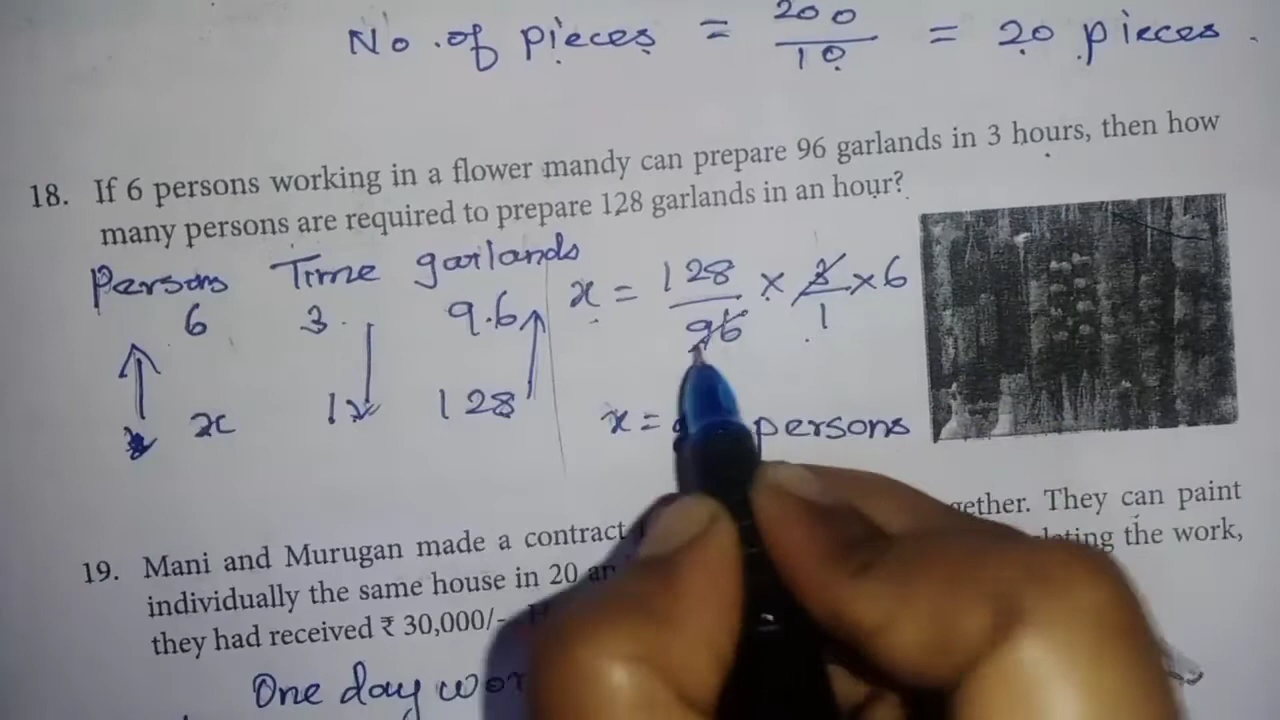 No. of pieces = 200/10 = 20 pieces.
18. If 6 persons working in a flower mandy can prepare 96 garlands in 3 hours, then how
many persons are required to prepare 128 garlands in an hour?
Persons Time garlands
6 3 9.6
x 1 128
x = 128/96 × 3/1 × 6
x = persons
19. Mani and Murugan made a contract They can paint
individually the same house in 20 the work,
they had received ₹ 30,000/-
One day